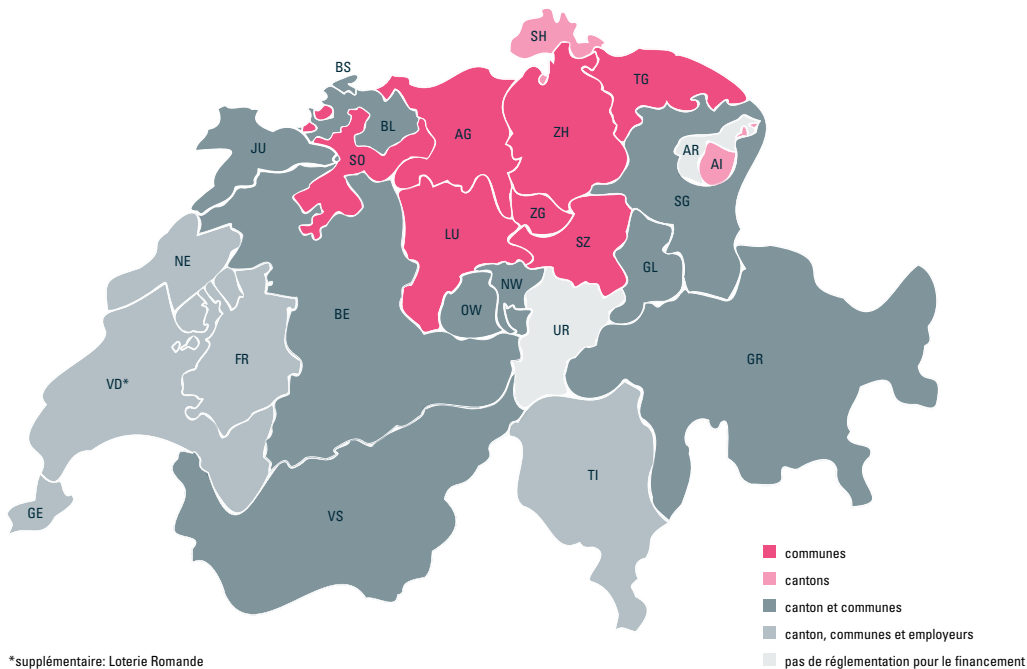 SH
BS
TG
BL
AG
ZH
JU
SO
AR
AI
SG
ZG
LU
SZ
NE
GL
NW
OW
BE
UR
FR
GR
VD*
TI
GE
VS
communes
cantons
canton et communes
canton, communes et employeurs
pas de réglementation pour le financement
*supplémentaire: Loterie Romande